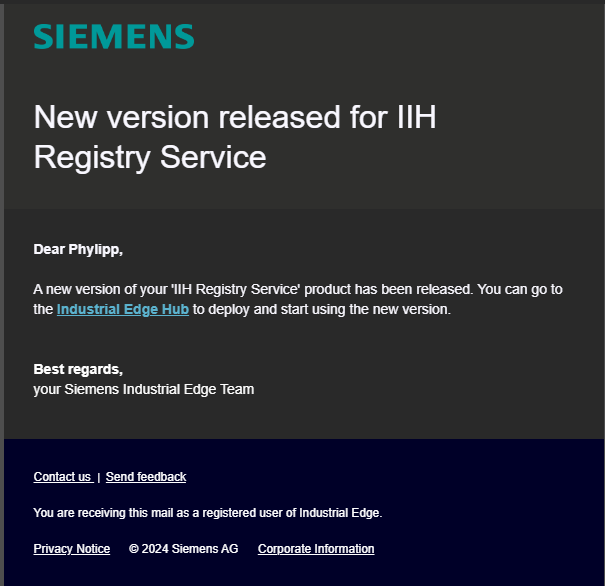 SIEMENS
New version released for IIH
Registry Service
Dear Phylipp,
A new version of your 'IIH Registry Service' product has been released. You can go to
the Industrial Edge Hub to deploy and start using the new version.
Best regards,
your Siemens Industrial Edge Team
Contact us | Send feedback
You are receiving this mail as a registered user of Industrial Edge.
Privacy Notice © 2024 Siemens AG Corporate Information